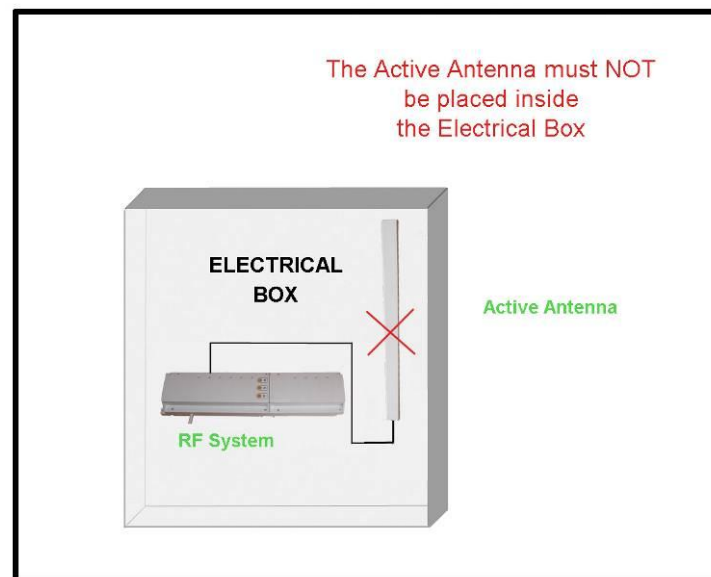 The Active Antenna must NOT
be placed inside
the Electrical Box
ELECTRICAL
BOX
Active Antenna
RF System